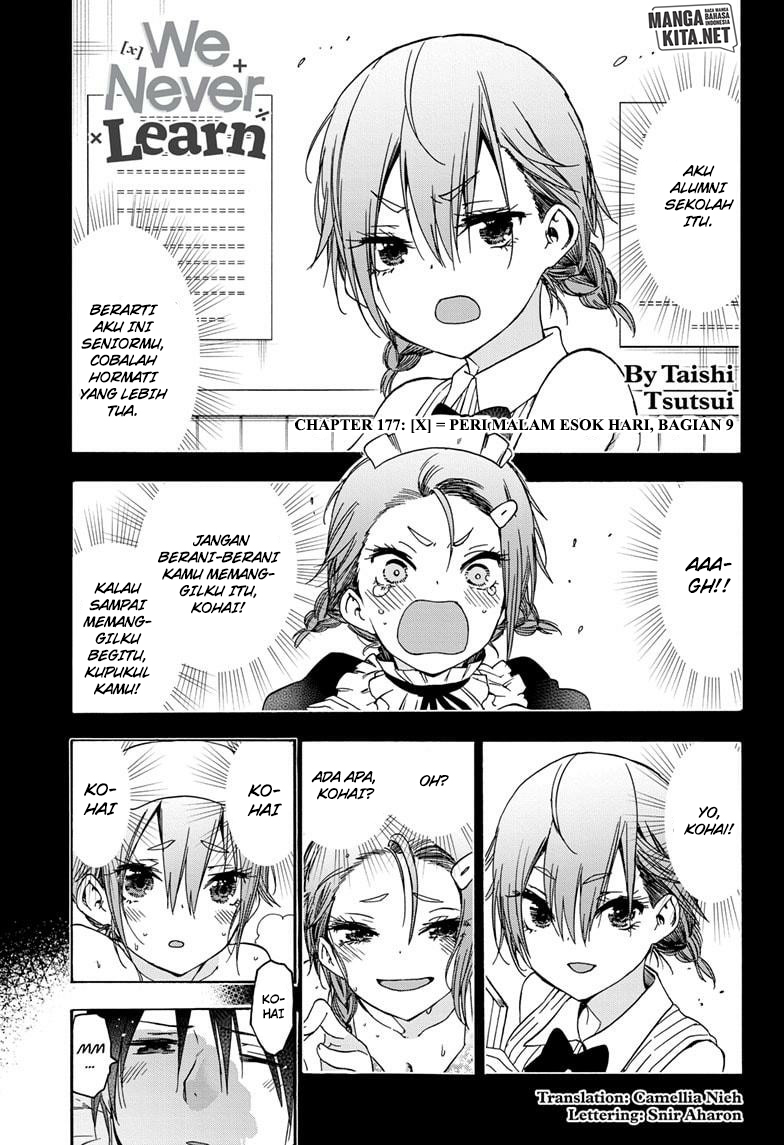 MANGA
KITA.NET
BACA MANGA
BAHASA
INDONESIA
[x] We
+
Never
÷
× Learn
AKU
ALUMNI
SEKOLAH
ITU.
BERARTI
AKU INI
SENIORMU,
COBALAH
HORMATI
YANG LEBIH
TUA.
By Taishi
Tsutsui
CHAPTER 177: [X] = PERI MALAM ESOK HARI, BAGIAN 9
AAA-
GH!!
JANGAN
BERANI-BERANI
KAMU MEMANG-
GILKU ITU,
KOHAI!
KALAU
SAMPAI
MEMANG-
GILKU
BEGITU,
KUPUKUL
KAMU!
YO,
KOHAI!
OH?
ADA APA,
KOHAI?
KO-
HAI
KO-
HAI
KO-
HAI
MM
...
Translation: Camellia Nieh
Lettering: Snir Aharon